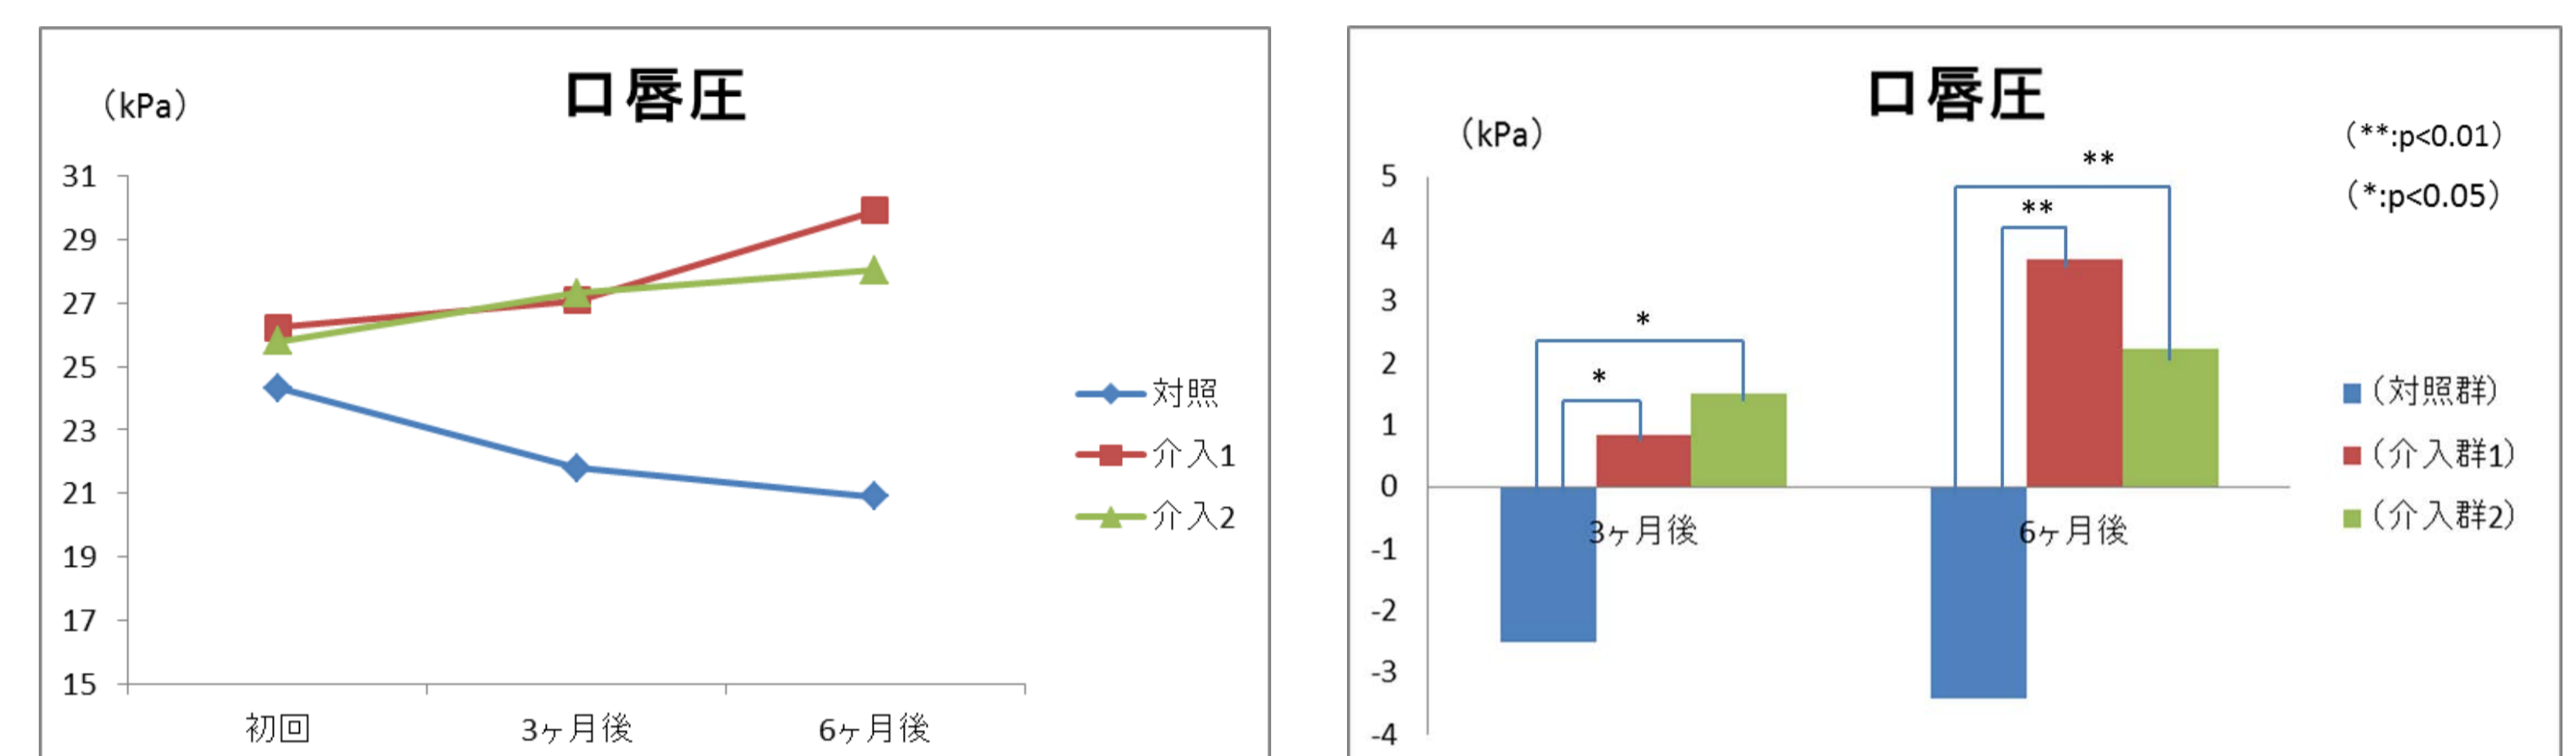 口唇圧
(kPa)
31
29
27
25
23
21
19
17
15
初回
3ヶ月後
6ヶ月後
対照
介入1
介入2
口唇圧
(kPa)
(**:p<0.01)
(*:p<0.05)
5
4
3
2
1
0
-1
-2
-3
-4
*
*
**
**
3ヶ月後
6ヶ月後
(対照群)
(介入群1)
(介入群2)